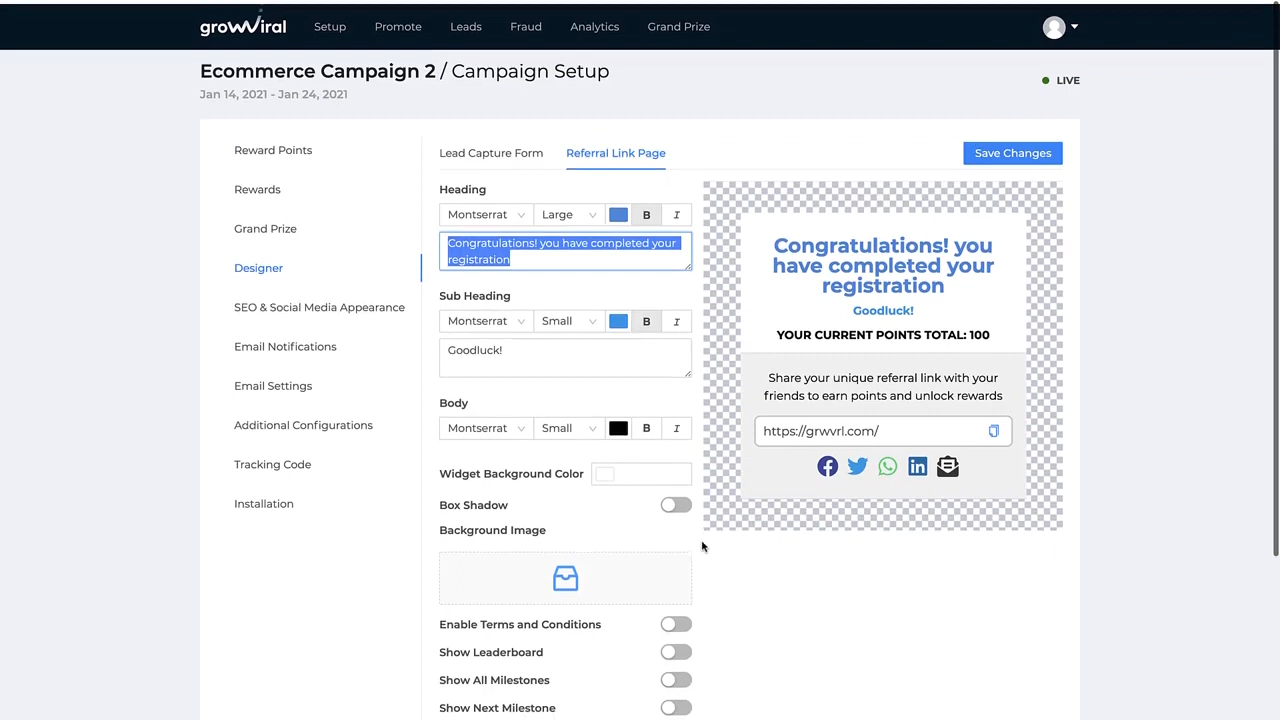 growViral
Setup
Promote
Leads
Fraud
Analytics
Grand Prize
Ecommerce Campaign 2 / Campaign Setup
Jan 14, 2021 - Jan 24, 2021
LIVE
Reward Points
Rewards
Grand Prize
Designer
SEO & Social Media Appearance
Email Notifications
Email Settings
Additional Configurations
Tracking Code
Installation
Lead Capture Form
Referral Link Page
Save Changes
Heading
Montserrat
Large
B
I
Congratulations! you have completed your
registration
Sub Heading
Montserrat
Small
B
I
Goodluck!
Body
Montserrat
Small
B
I
Widget Background Color
Box Shadow
Background Image
Enable Terms and Conditions
Show Leaderboard
Show All Milestones
Show Next Milestone
Congratulations! you
have completed your
registration
Goodluck!
YOUR CURRENT POINTS TOTAL: 100
Share your unique referral link with your
friends to earn points and unlock rewards
https://grwvrl.com/